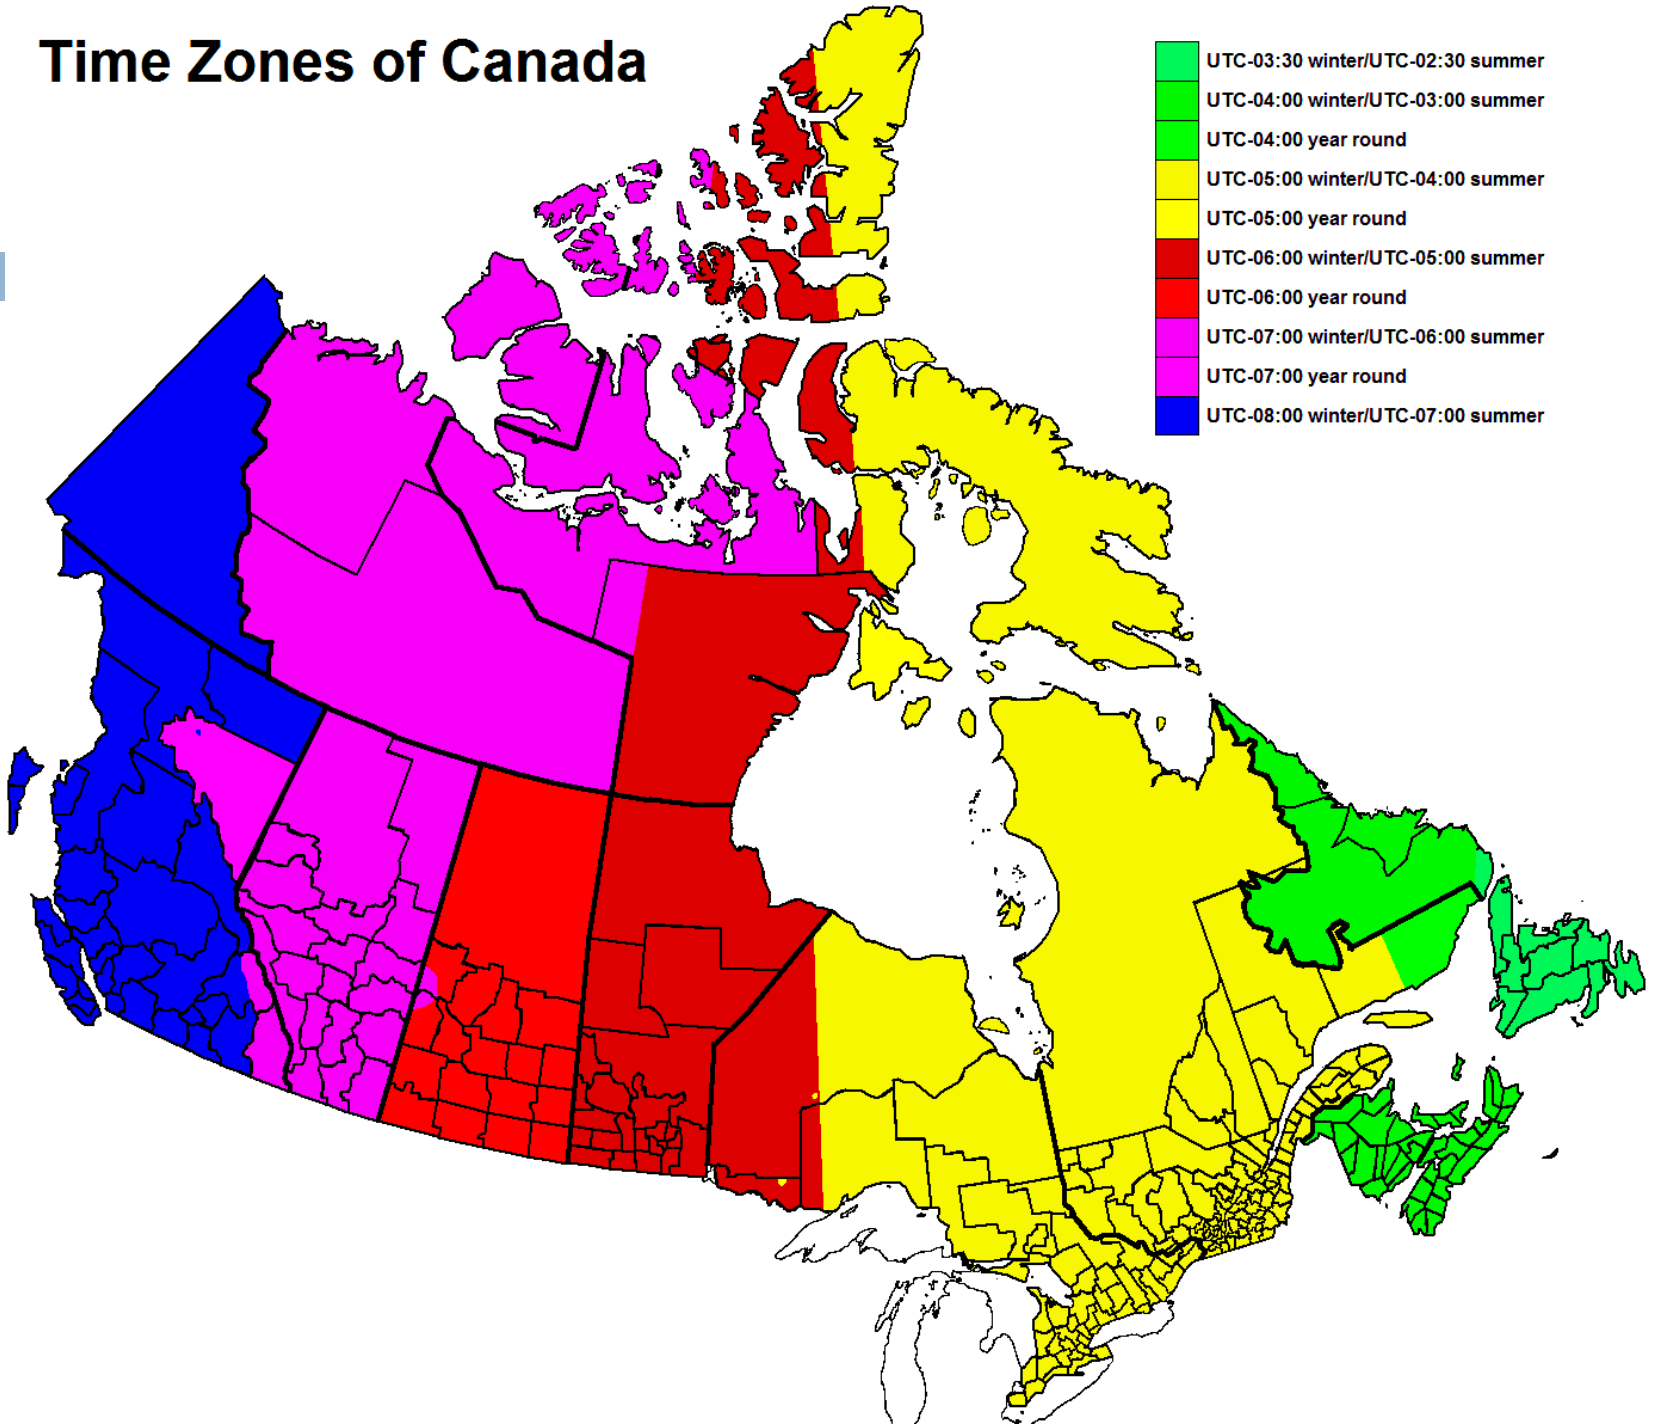 Time Zones of Canada
UTC-03:30 winter/UTC-02:30 summer
UTC-04:00 winter/UTC-03:00 summer
UTC-04:00 year round
UTC-05:00 winter/UTC-04:00 summer
UTC-05:00 year round
UTC-06:00 winter/UTC-05:00 summer
UTC-06:00 year round
UTC-07:00 winter/UTC-06:00 summer
UTC-07:00 year round
UTC-08:00 winter/UTC-07:00 summer